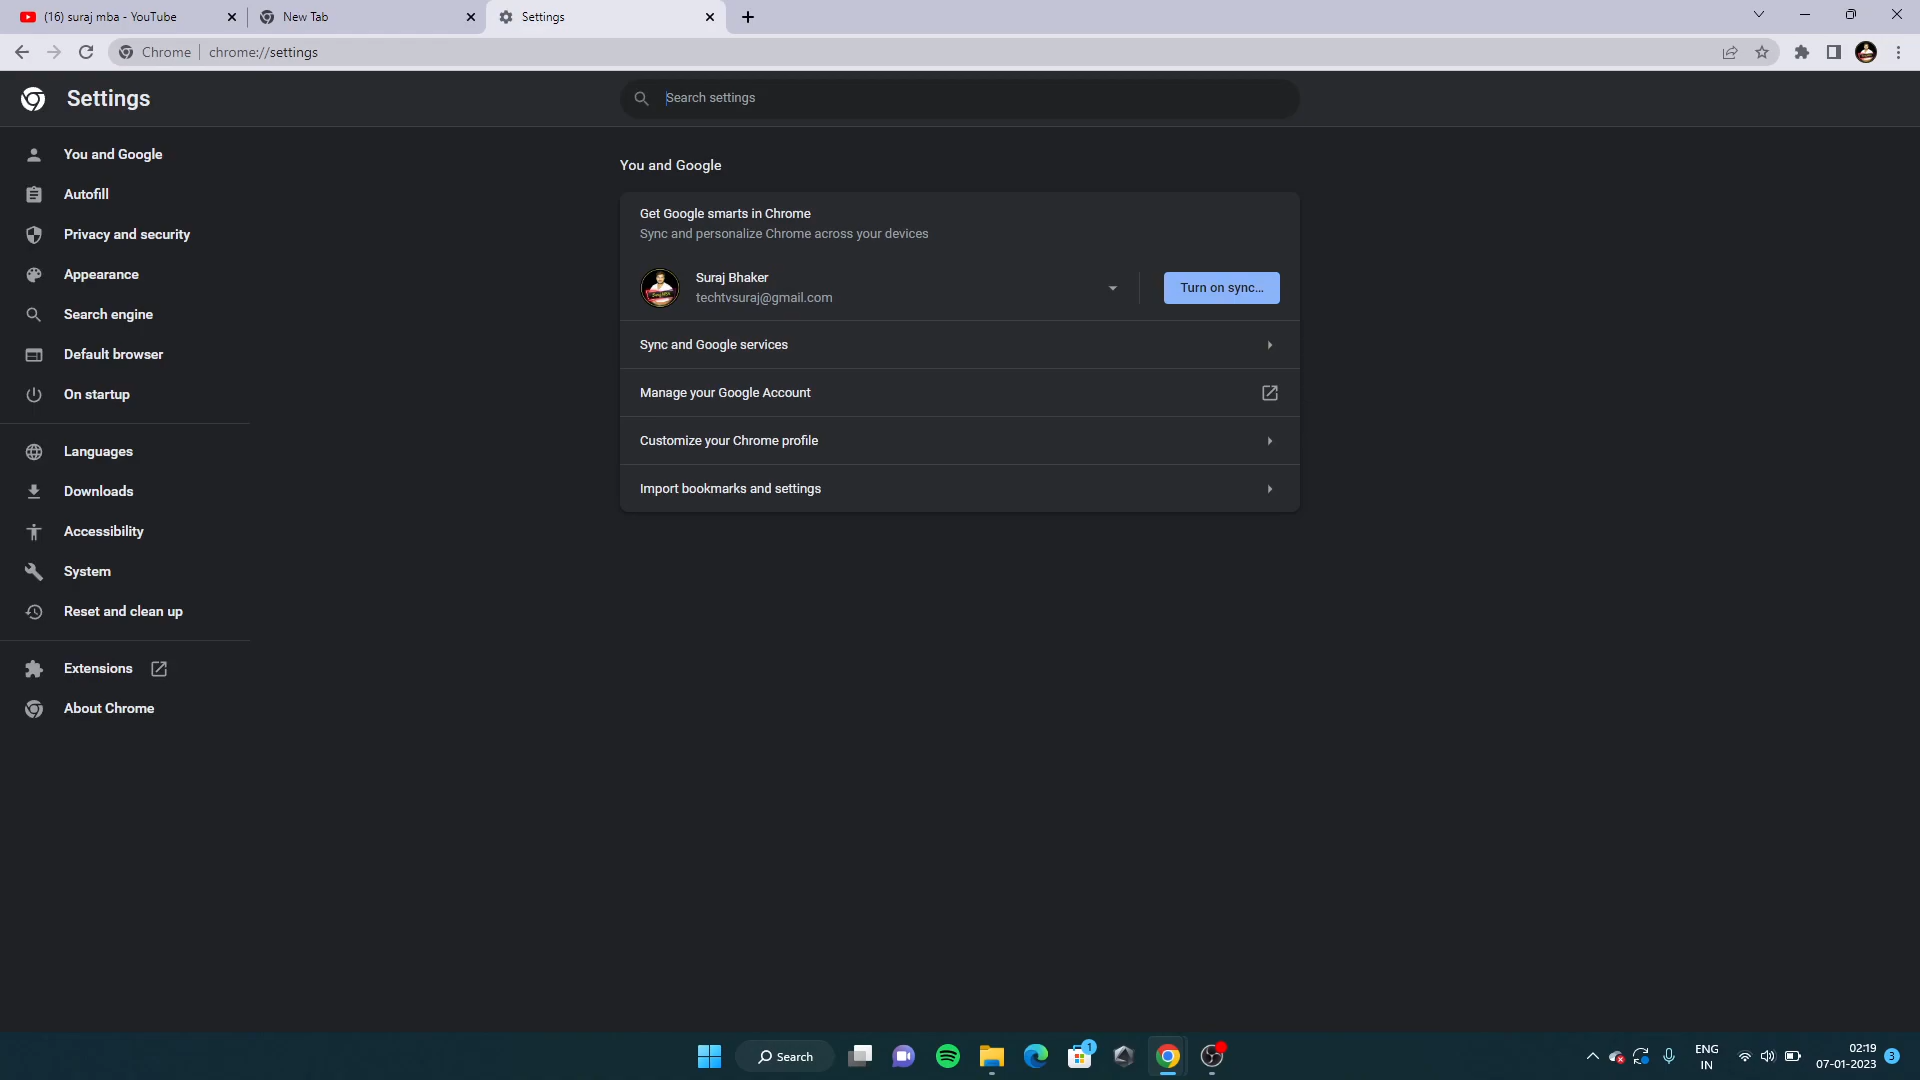 (16) suraj mba - YouTube
New Tab
Settings
Chrome
chrome://settings
Settings
Search settings
You and Google
Autofill
Privacy and security
Appearance
Search engine
Default browser
On startup
Languages
Downloads
Accessibility
System
Reset and clean up
Extensions
About Chrome
You and Google
Get Google smarts in Chrome
Sync and personalize Chrome across your devices
Suraj Bhaker
techtvsuraj@gmail.com
Turn on sync...
Sync and Google services
Manage your Google Account
Customize your Chrome profile
Import bookmarks and settings
Search
1
ENG
IN
02:19
07-01-2023
3